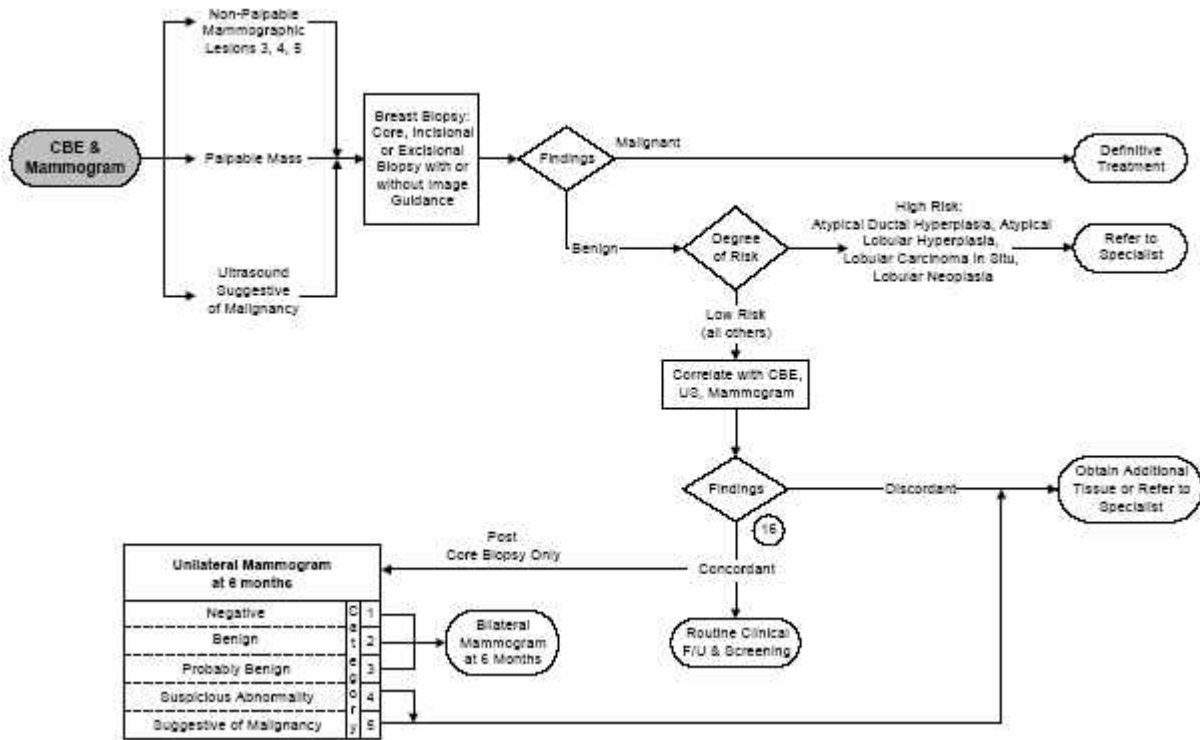 Non-Palpable
Mammographic
Lesions 3, 4, 5
CBE &
Mammogram
Palpable Mass
Ultrasound
Suggestive
of Malignancy
Breast Biopsy:
Core, Incisional
or Excisional
Biopsy with or
without Image
Guidance
Findings
Malignant
Definitive
Treatment
Benign
Degree
of Risk
High Risk:
Atypical Ductal Hyperplasia, Atypical
Lobular Hyperplasia,
Lobular Carcinoma In Situ,
Lobular Neoplasia
Refer to
Specialist
Low Risk
(all others)
Correlate with CBE,
US, Mammogram
Findings
Discordant
Obtain Additional
Tissue or Refer to
Specialist
16
Concordant
Post
Core Biopsy Only
Routine Clinical
F/U & Screening
Unilateral Mammogram
at 6 months
Category
Negative 1
Benign 2
Probably Benign 3
Suspicious Abnormality 4
Suggestive of Malignancy 5
Bilateral
Mammogram
at 6 Months